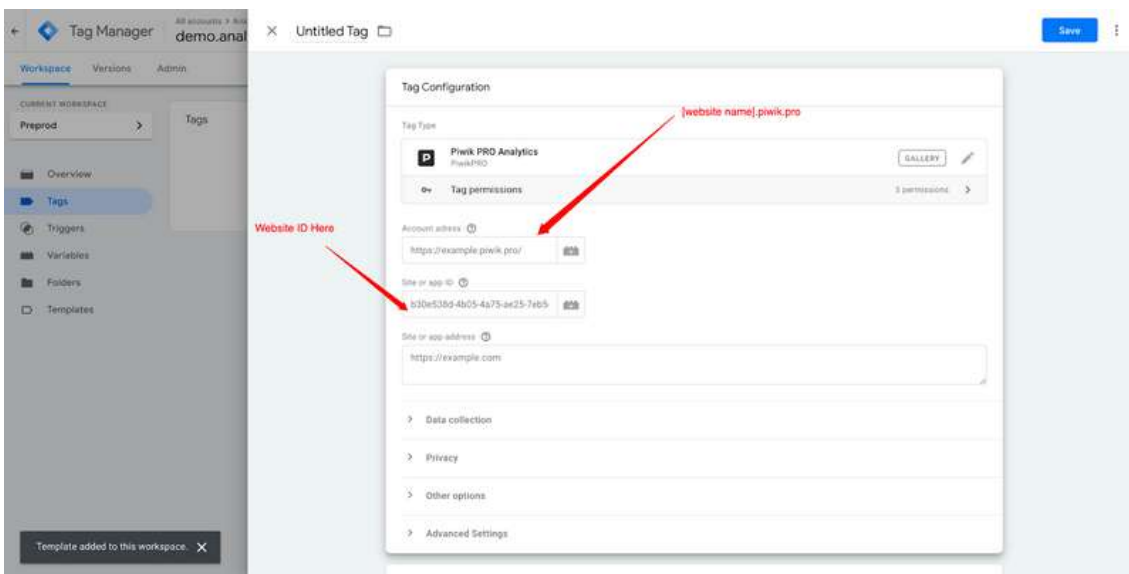 Tag Manager
All accounts >
demo.anal
Untitled Tag
Save
Workspace Versions Admin
CURRENT WORKSPACE
Preprod
Tags
Overview
Tags
Triggers
Variables
Folders
Templates
Template added to this workspace.
Tag Configuration
[website name].piwik.pro
Tag Type
P
Piwik PRO Analytics
PiwikPRO
GALLERY
Tag permissions
3 permissions
Website ID Here
Account adress
https://example.piwik.pro/
Site or app ID
b30e538d-4b05-4a75-ae25-7eb5
Site or app address
https://example.com
Data collection
Privacy
Other options
Advanced Settings